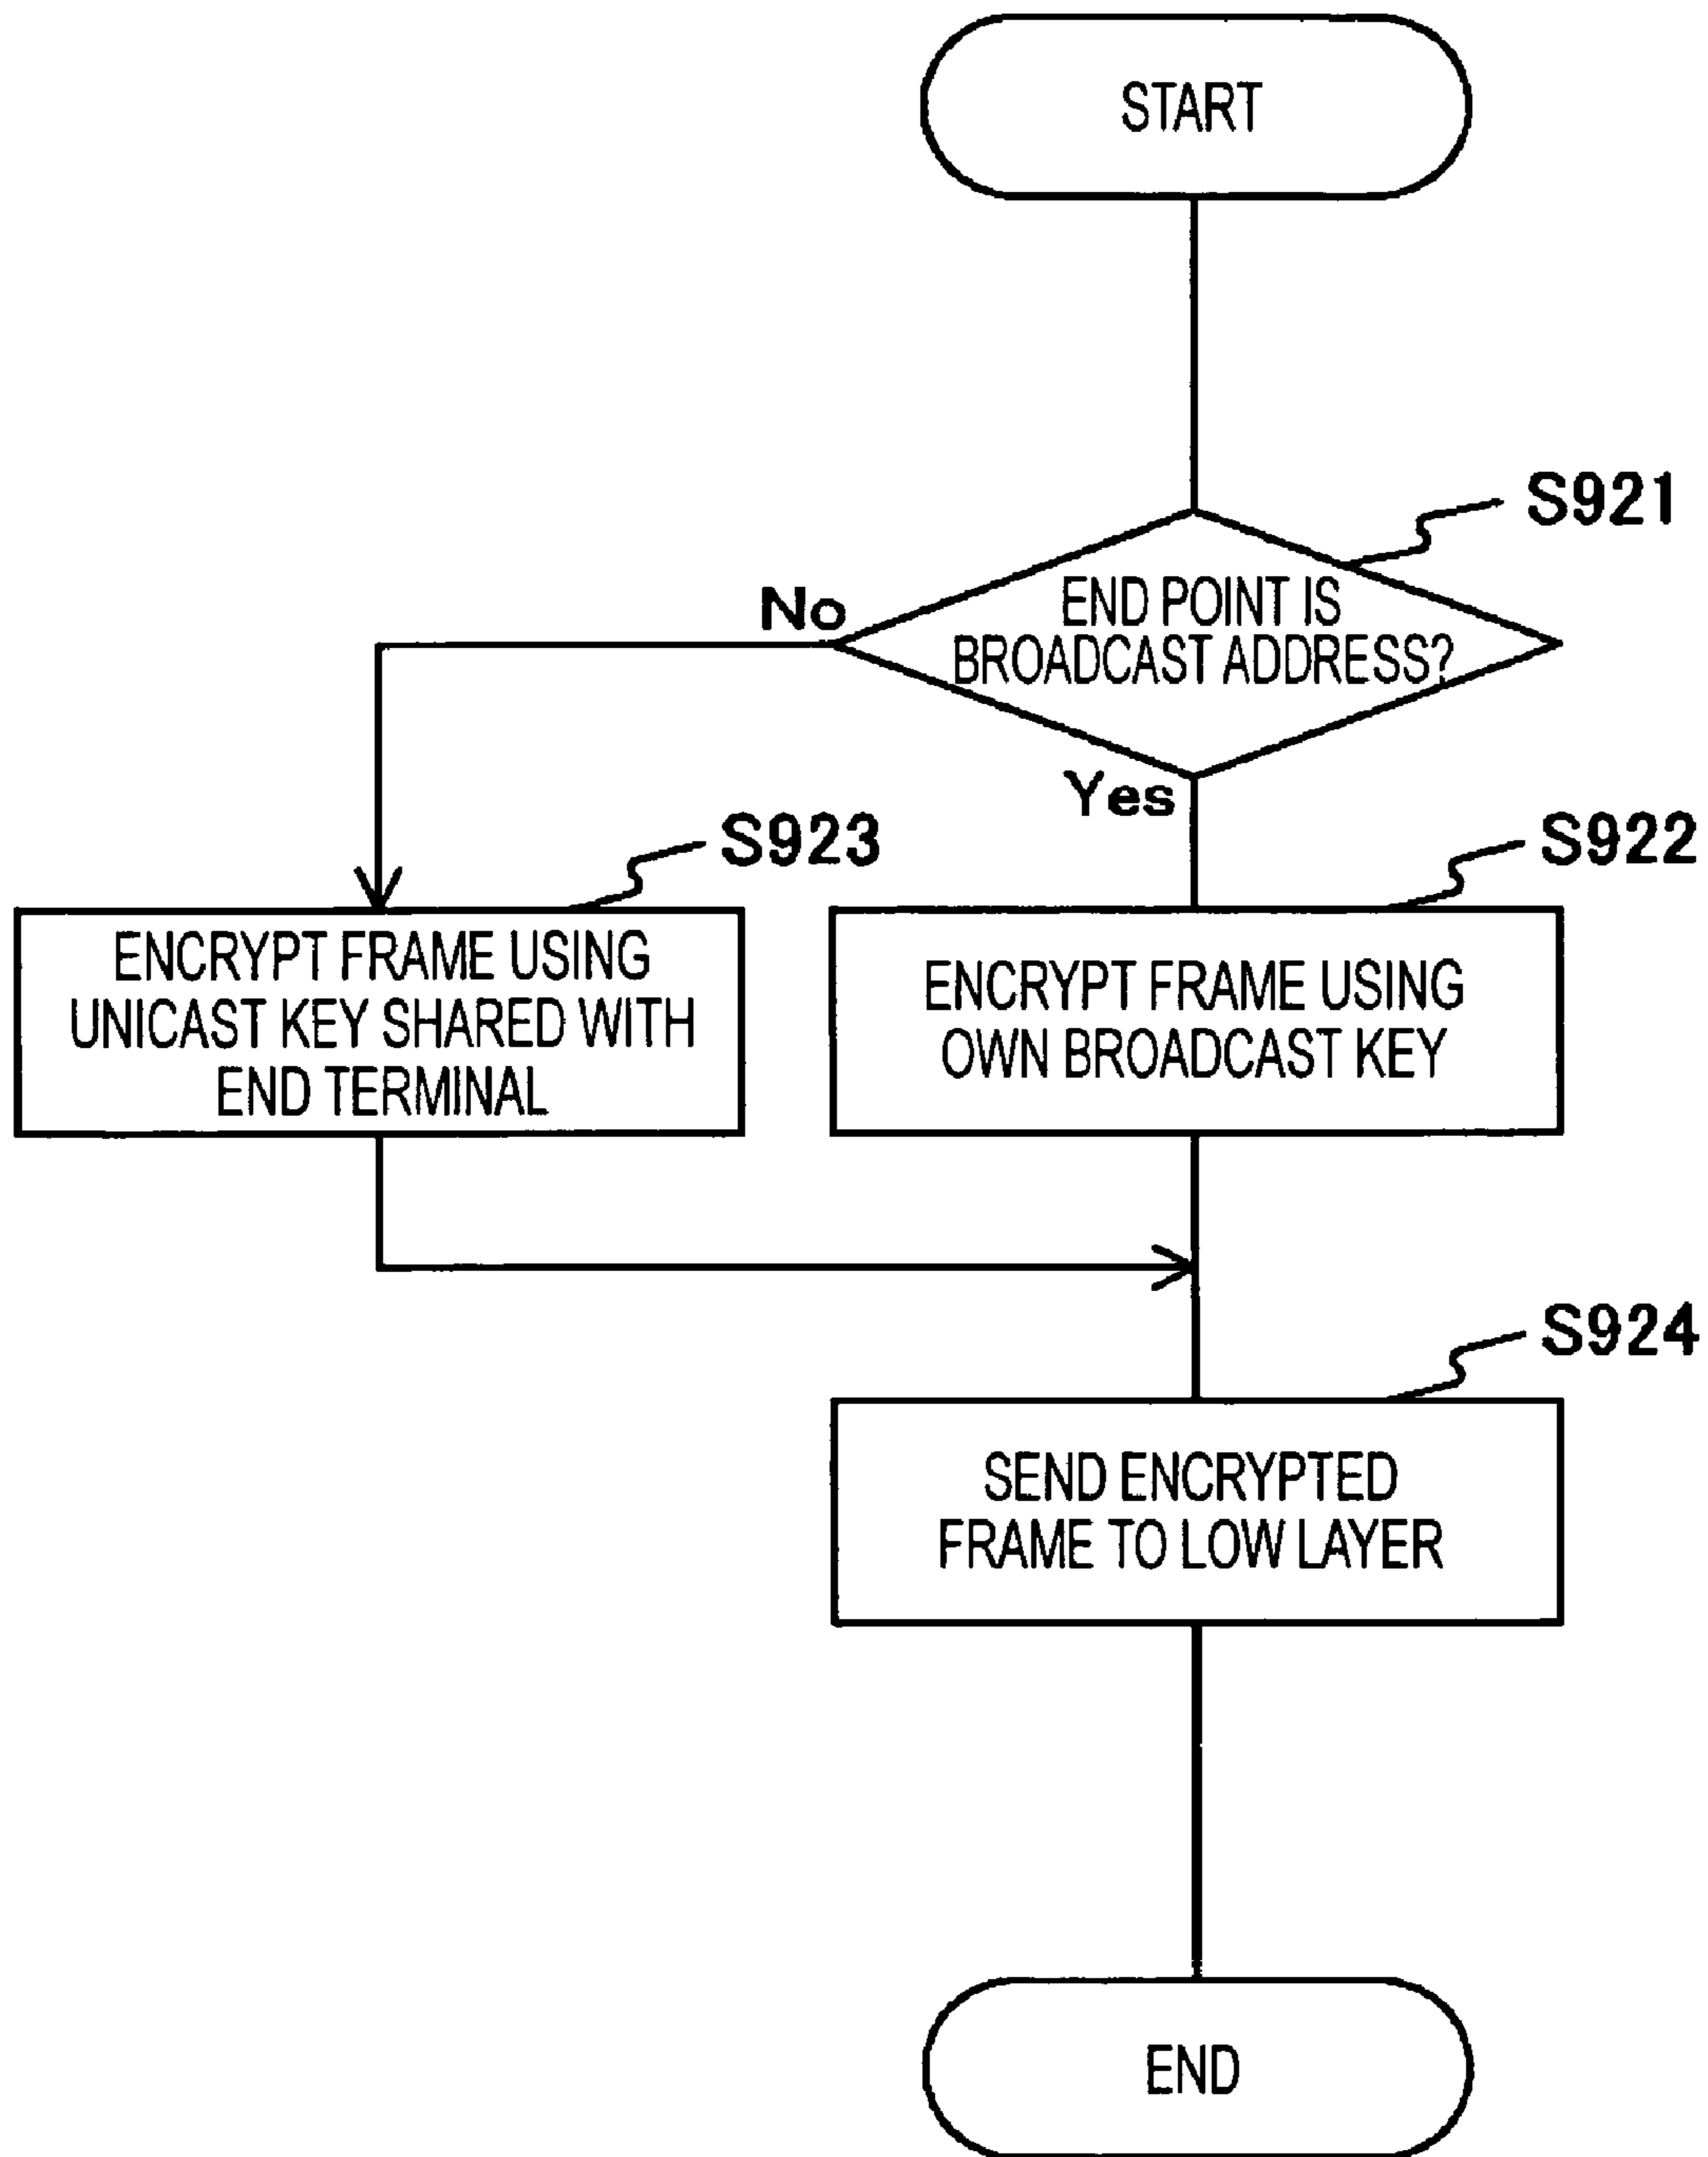 START
S921
No
END POINT IS
BROADCAST ADDRESS?
Yes
S923
S922
ENCRYPT FRAME USING
UNICAST KEY SHARED WITH
END TERMINAL
ENCRYPT FRAME USING
OWN BROADCAST KEY
S924
SEND ENCRYPTED
FRAME TO LOW LAYER
END